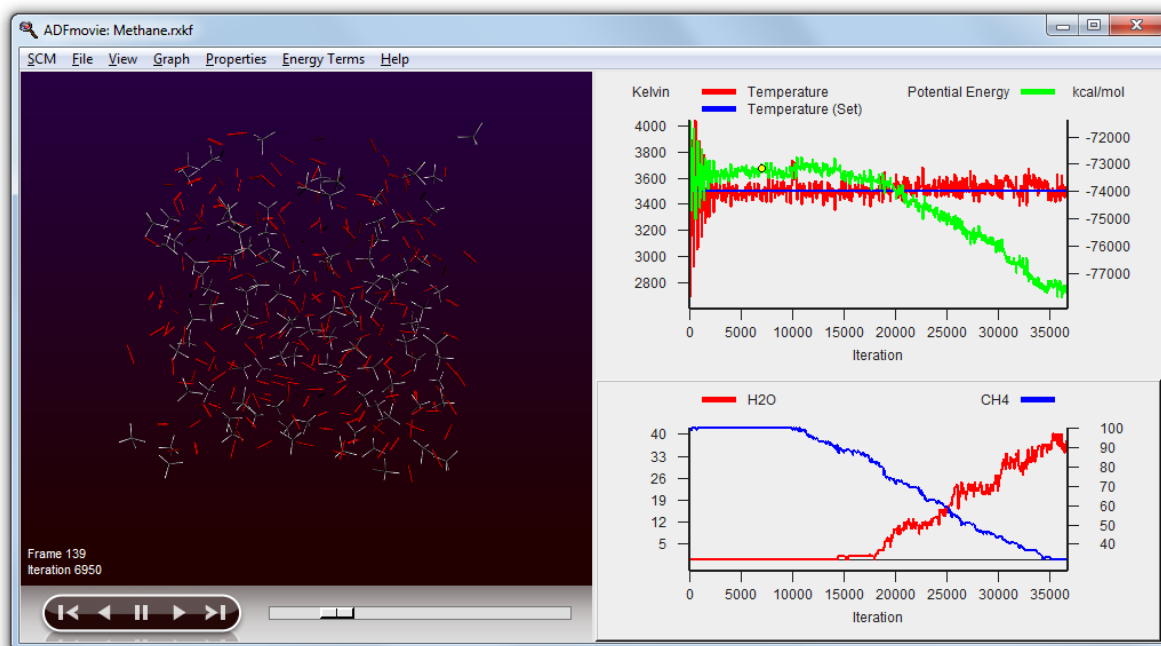 ADFmovie: Methane.rxkf
SCM File View Graph Properties Energy Terms Help
Kelvin Temperature Potential Energy kcal/mol
Temperature (Set)
4000
3800
3600
3400
3200
3000
2800
-72000
-73000
-74000
-75000
-76000
-77000
0 5000 10000 15000 20000 25000 30000 35000
Iteration
H2O CH4
40
33
26
19
12
5
100
90
80
70
60
50
40
0 5000 10000 15000 20000 25000 30000 35000
Iteration
Frame 139
Iteration 6950